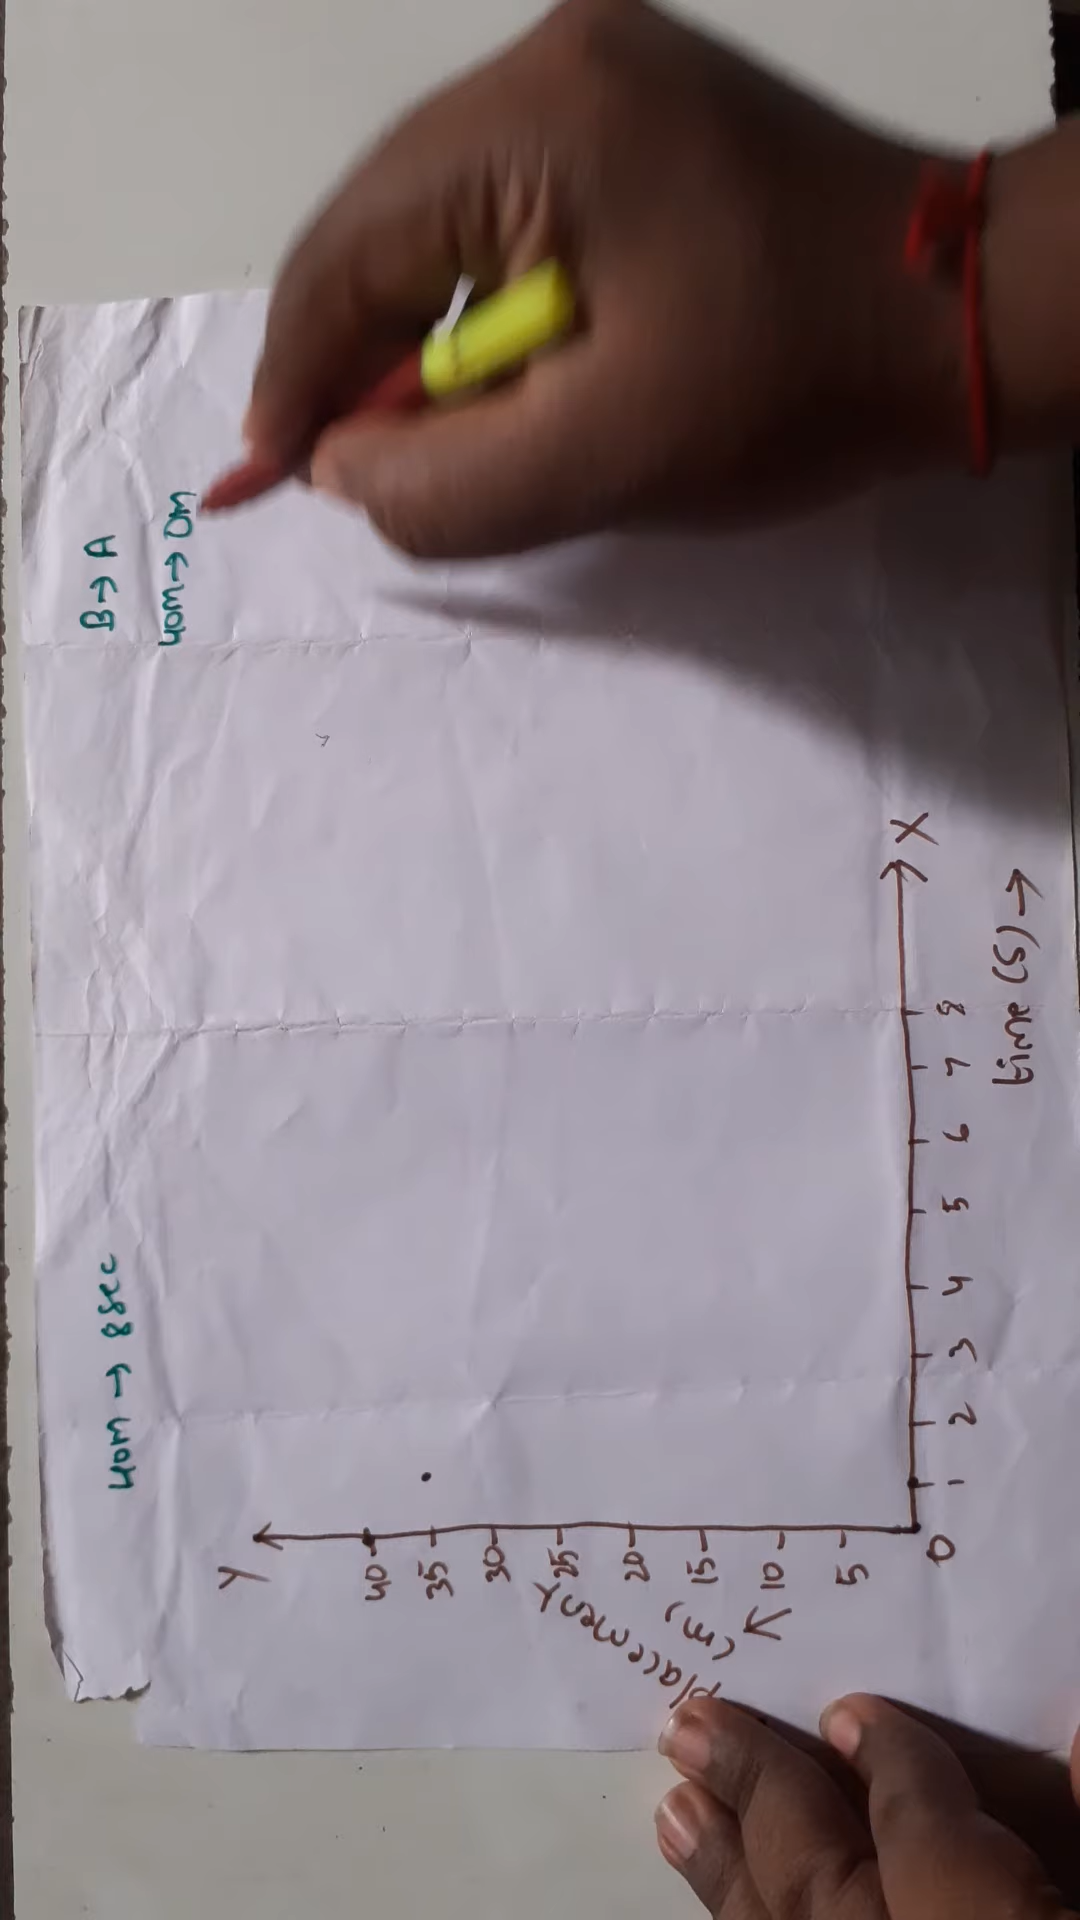 40m → 8sec
B → A
40m → 0m
Y
40
35
30
25
20
15
10
5
0
placement
(m)
1 2 3 4 5 6 7 8
X
time (s) →